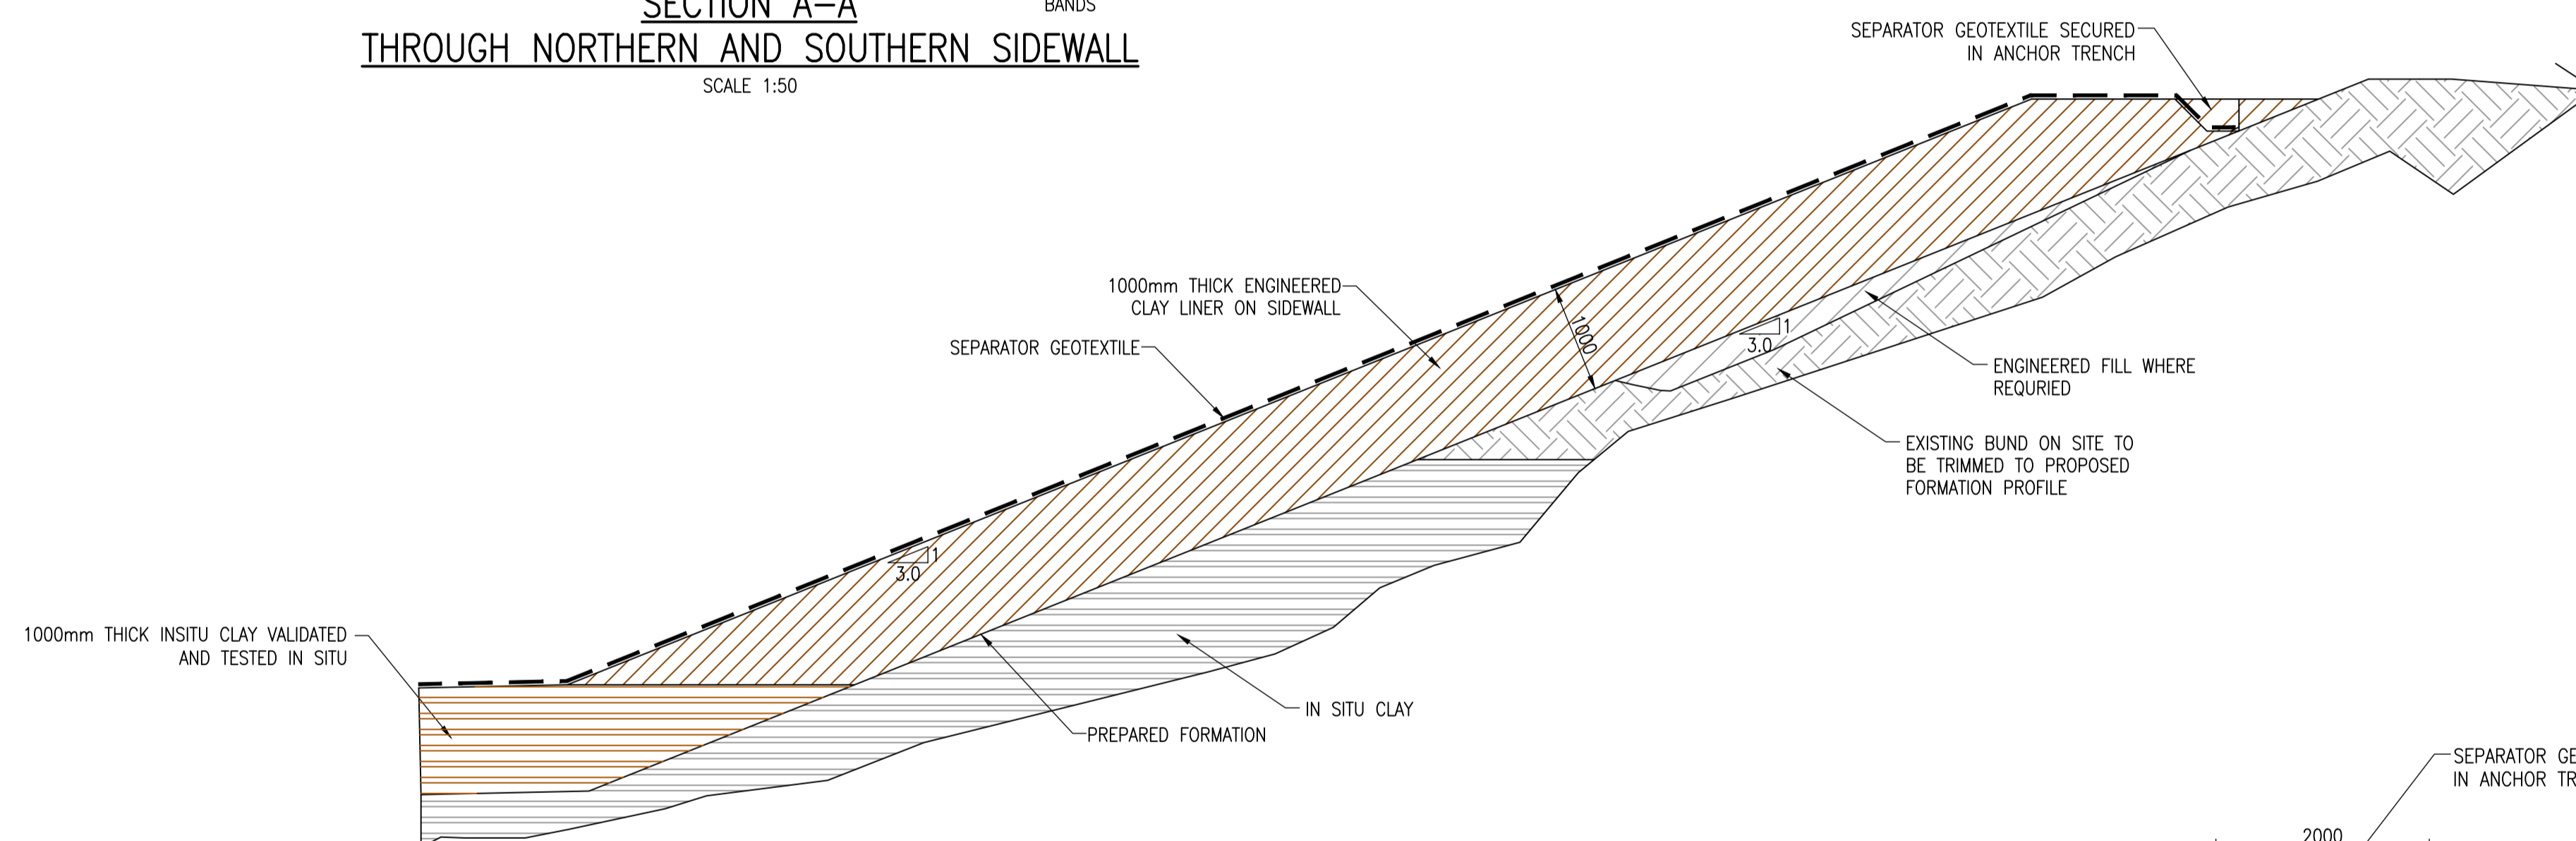 SECTION A-A
BANDS
THROUGH NORTHERN AND SOUTHERN SIDEWALL
SCALE 1:50
SEPARATOR GEOTEXTILE SECURED
IN ANCHOR TRENCH
1000mm THICK ENGINEERED
CLAY LINER ON SIDEWALL
SEPARATOR GEOTEXTILE
1000
1
3.0
ENGINEERED FILL WHERE
REQURIED
EXISTING BUND ON SITE TO
BE TRIMMED TO PROPOSED
FORMATION PROFILE
1
3.0
1000mm THICK INSITU CLAY VALIDATED
AND TESTED IN SITU
IN SITU CLAY
PREPARED FORMATION
SEPARATOR GE
IN ANCHOR TR
2000